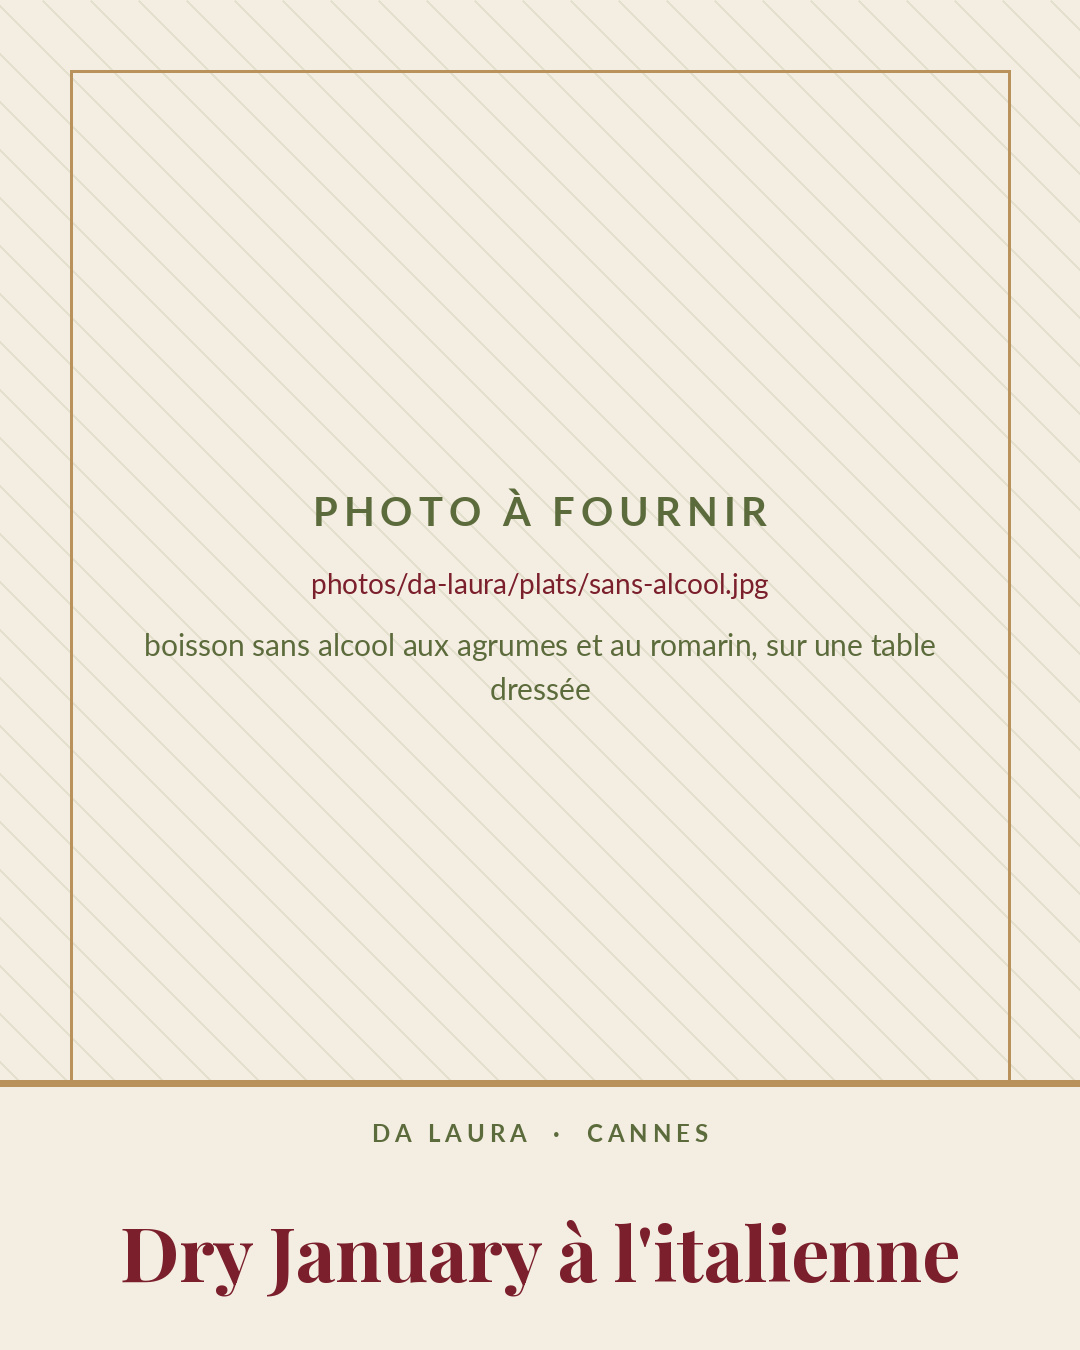 PHOTO À FOURNIR
photos/da-laura/plats/sans-alcool.jpg
boisson sans alcool aux agrumes et au romarin, sur une table
dressée
DA LAURA · CANNES
Dry January à l'italienne